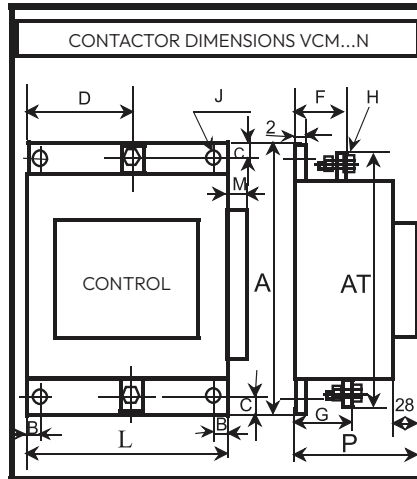 CONTACTOR DIMENSIONS VCM...N
D
J
F
H
2
C
M
CONTROL
A
AT
C
G
28
B
B
L
P